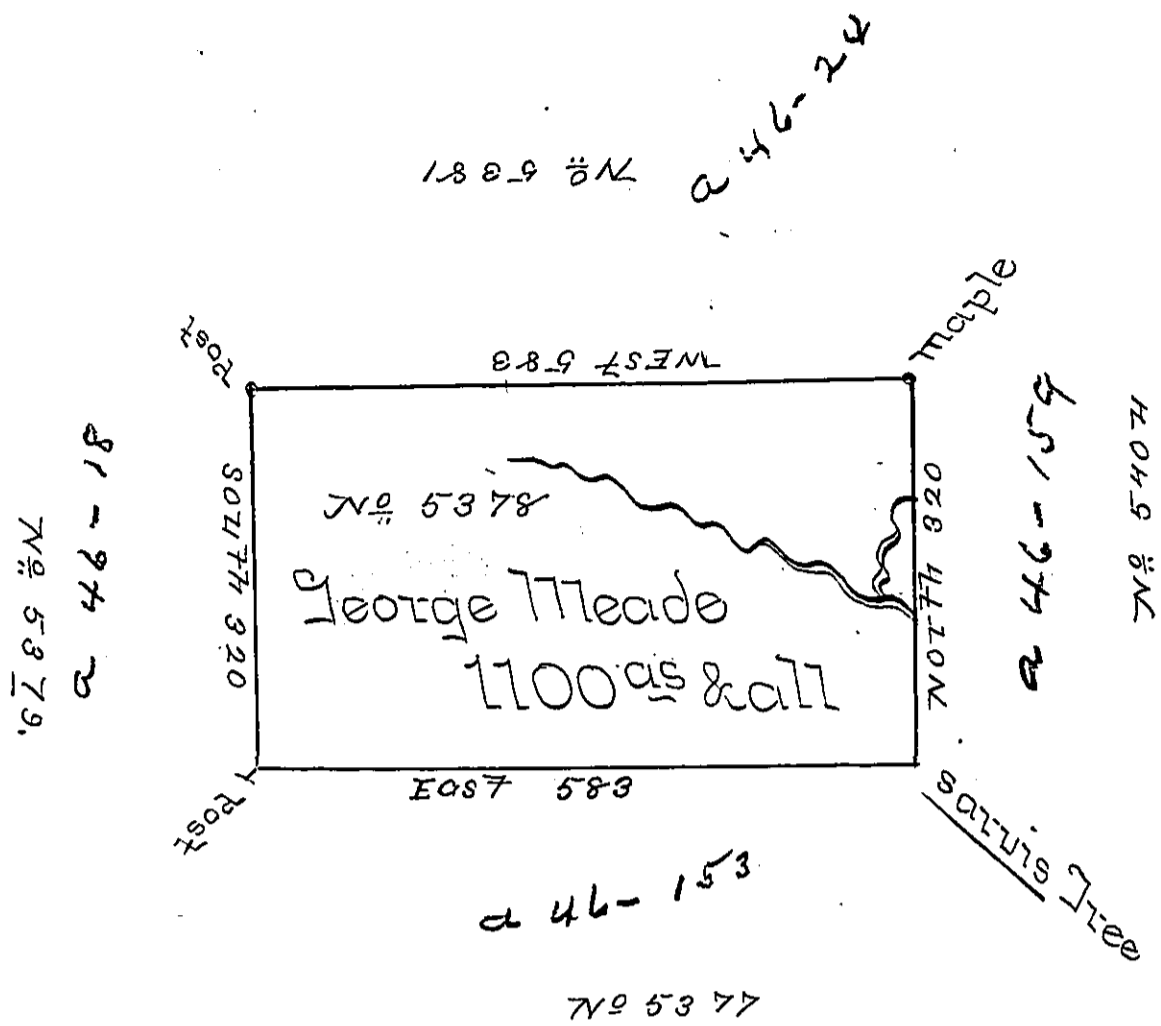 a 46-24
Nº 5381
Post
Maple
WEST 583
a 46-18
Nº 5379.
SOUTH 320
Nº 5378
George Meade
1100 as & all
NORTH 320
a 46-159
Nº 5404
Post
EAST 583
Sarvis Tree
a 46-153
Nº 5377